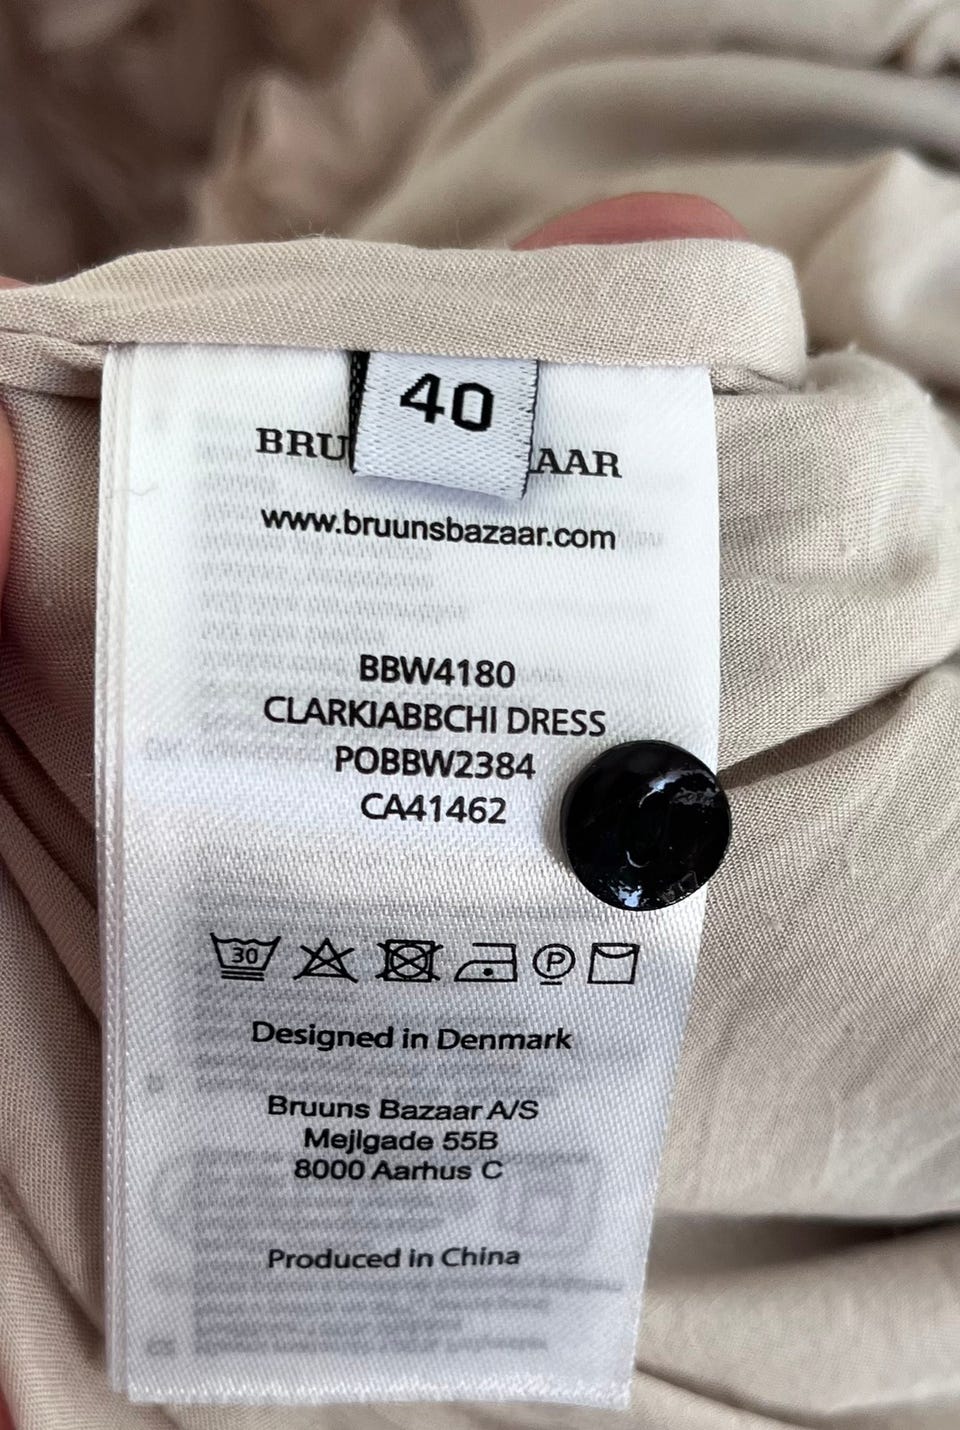 40
BRU AAR
www.bruunsbazaar.com
BBW4180
CLARKIABBCHI DRESS
POBBW2384
CA41462
30
P
Designed in Denmark
Bruuns Bazaar A/S
Mejlgade 55B
8000 Aarhus C
Produced in China